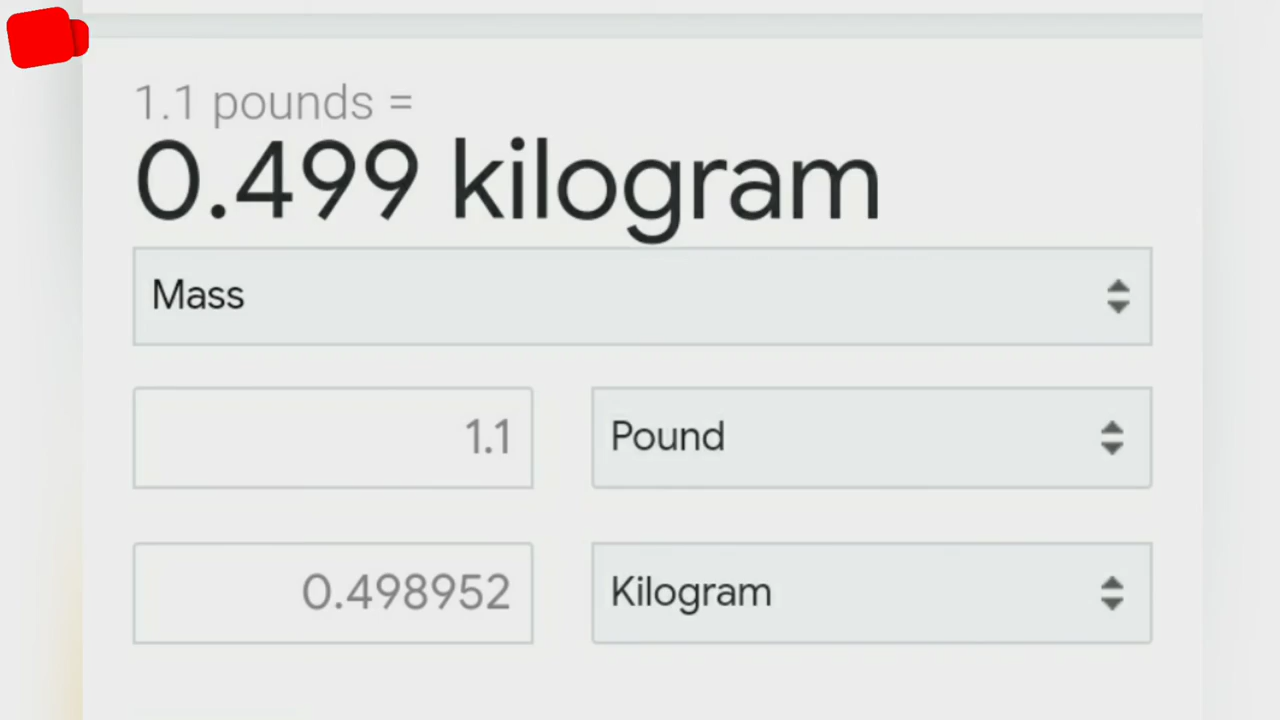 1.1 pounds =
0.499 kilogram
Mass
1.1 Pound
0.498952 Kilogram